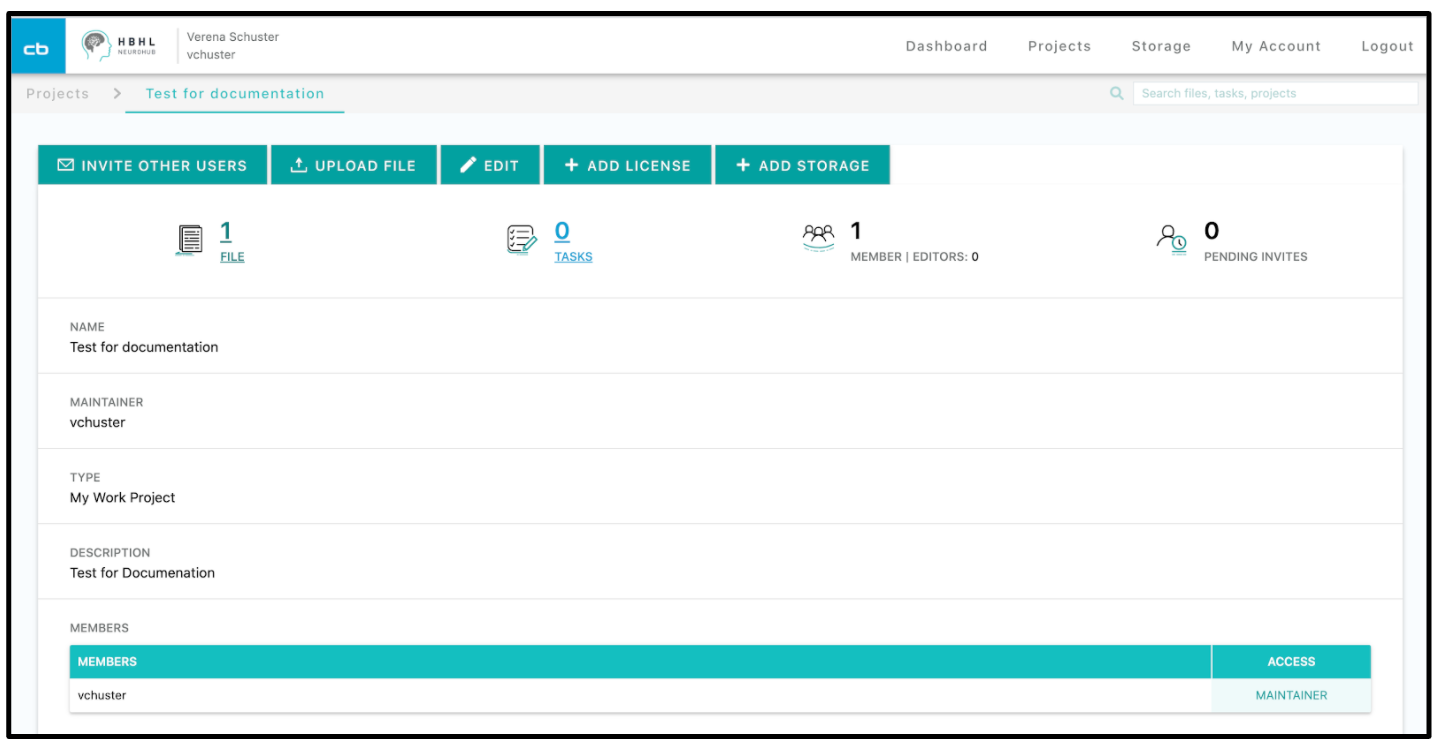 cb
HBHL
NEUROHUB
Verena Schuster
vchuster
Dashboard Projects Storage My Account Logout
Projects > Test for documentation
Search files, tasks, projects
INVITE OTHER USERS
UPLOAD FILE
EDIT
+ ADD LICENSE
+ ADD STORAGE
1
FILE
0
TASKS
1
MEMBER | EDITORS: 0
0
PENDING INVITES
NAME
Test for documentation
MAINTAINER
vchuster
TYPE
My Work Project
DESCRIPTION
Test for Documenation
MEMBERS
MEMBERS ACCESS
vchuster MAINTAINER